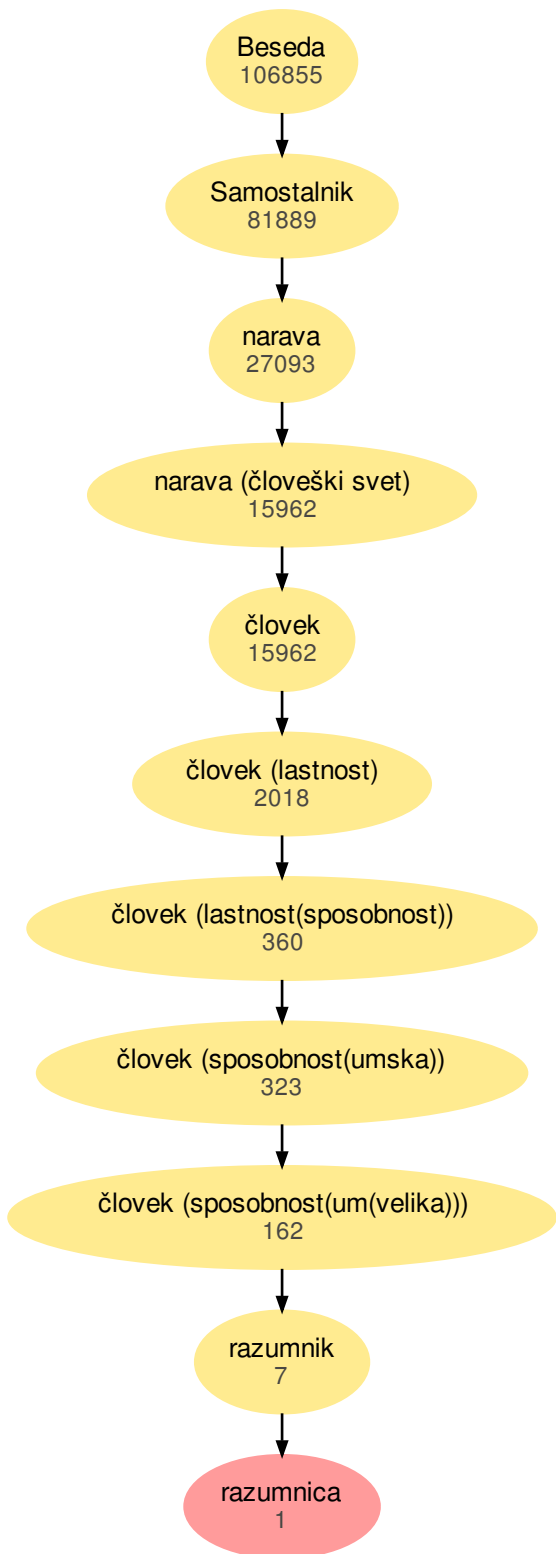 Beseda
106855
Samostalnik
81889
narava
27093
narava (človeški svet)
15962
človek
15962
človek (lastnost)
2018
človek (lastnost(sposobnost))
360
človek (sposobnost(umska))
323
človek (sposobnost(um(velika)))
162
razumnik
7
razumnica
1